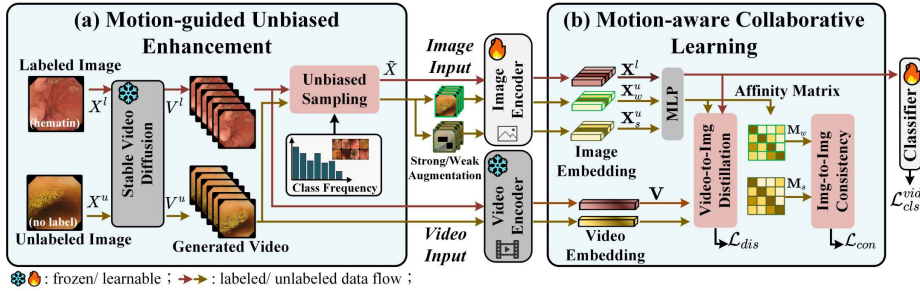 (a) Motion-guided Unbiased
Enhancement
Labeled Image
X^l
(hematin)
Stable Video
Diffusion
V^l
X^u
(no label)
V^u
Unlabeled Image
Generated Video
Unbiased
Sampling
Class Frequency
X̃
Image
Input
Strong/Weak
Augmentation
Video
Input
Image
Encoder
Video
Encoder
(b) Motion-aware Collaborative
Learning
X^l
X^u_w
X^u_s
Image
Embedding
MLP
V
Video
Embedding
Affinity Matrix
Video-to-Img
Distillation
M_w
M_s
Img-to-Img
Consistency
ℒ_dis
ℒ_con
Classifier
ℒ^vid_cls
: frozen/ learnable ;
: labeled/ unlabeled data flow ;